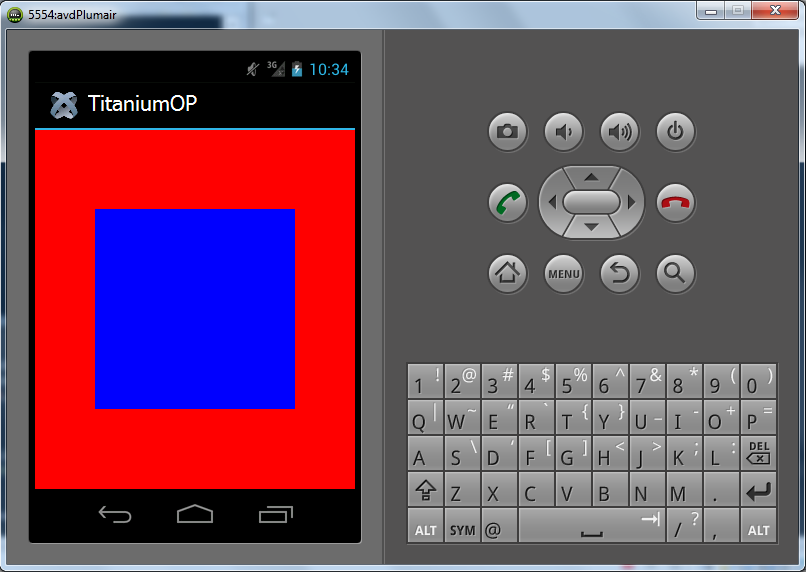 5554:avdPlumair
3G 10:34
TitaniumOP
MENU
1 ! 2 @ 3 # 4 $ 5 % 6 ^ 7 & 8 * 9 ( 0 )
Q | W ~ E “ R ` T { Y } U _ I - O + P =
A S \ D ‘ F [ G ] H < J > K ; L : DEL
Z X C V B N M .
ALT SYM @ / ? , ALT